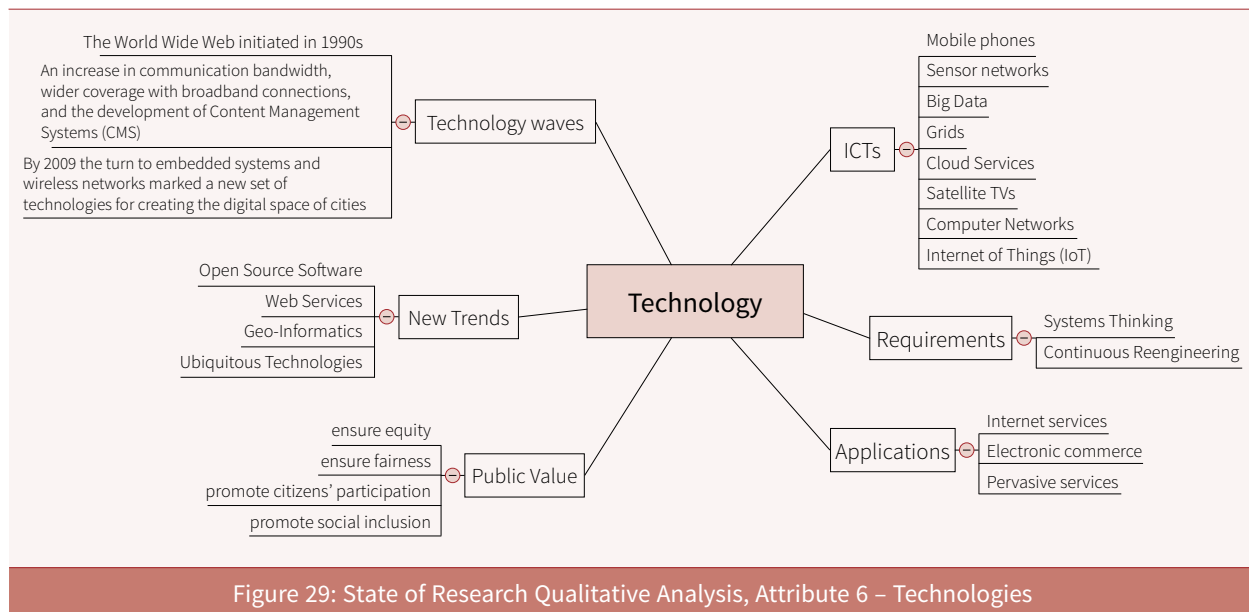 The World Wide Web initiated in 1990s
An increase in communication bandwidth,
wider coverage with broadband connections,
and the development of Content Management
Systems (CMS)
By 2009 the turn to embedded systems and
wireless networks marked a new set of
technologies for creating the digital space of cities
Technology waves
Open Source Software
Web Services
Geo-Informatics
Ubiquitous Technologies
New Trends
ensure equity
ensure fairness
promote citizens’ participation
promote social inclusion
Public Value
Technology
ICTs
Mobile phones
Sensor networks
Big Data
Grids
Cloud Services
Satellite TVs
Computer Networks
Internet of Things (IoT)
Requirements
Systems Thinking
Continuous Reengineering
Applications
Internet services
Electronic commerce
Pervasive services
Figure 29: State of Research Qualitative Analysis, Attribute 6 – Technologies